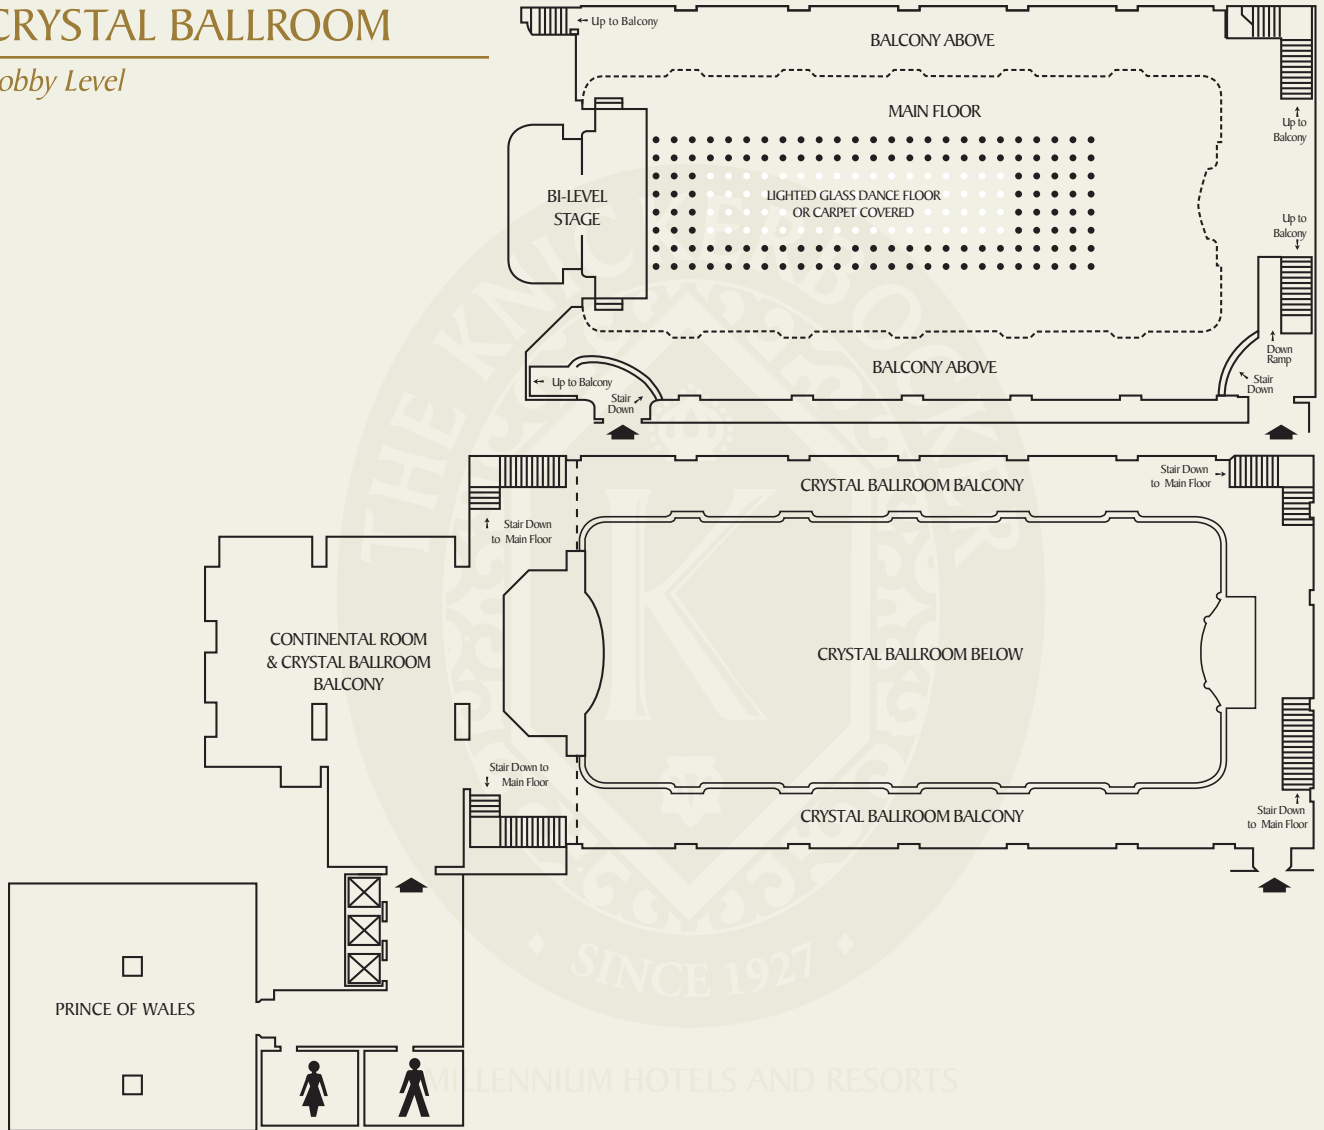 CRYSTAL BALLROOM
obby Level
Up to Balcony
BALCONY ABOVE
MAIN FLOOR
Up to
Balcony
BI-LEVEL
STAGE
LIGHTED GLASS DANCE FLOOR
OR CARPET COVERED
Up to
Balcony
BALCONY ABOVE
Down
Ramp
Stair
Down
Up to Balcony
Stair
Down
CRYSTAL BALLROOM BALCONY
Stair Down
to Main Floor
Stair Down
to Main Floor
CONTINENTAL ROOM
& CRYSTAL BALLROOM
BALCONY
CRYSTAL BALLROOM BELOW
Stair Down to
Main Floor
CRYSTAL BALLROOM BALCONY
Stair Down
to Main Floor
PRINCE OF WALES
THE KNICKERBOCKER
K
SINCE 1927
MILLENNIUM HOTELS AND RESORTS